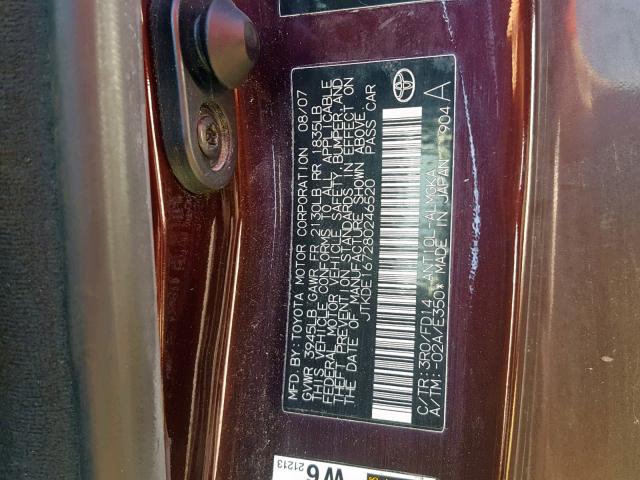 MFD.BY:TOYOTA MOTOR CORPORATION 08/07
GVWR 3945LB GAWR FR 2130LB RR 1835LB
THIS VEHICLE CONFORMS TO ALL APPLICABLE
FEDERAL MOTOR VEHICLE SAFETY, BUMPER, AND
THEFT PREVENTION STANDARDS IN EFFECT ON
THE DATE OF MANUFACTURE SHOWN ABOVE.
JTKDE167280246520 PASS CAR
C/TR:3R0/FD14 ANT10L-ALMGKA
A/TM:-02A/E350* MADE IN JAPAN 904 A
21213
W6